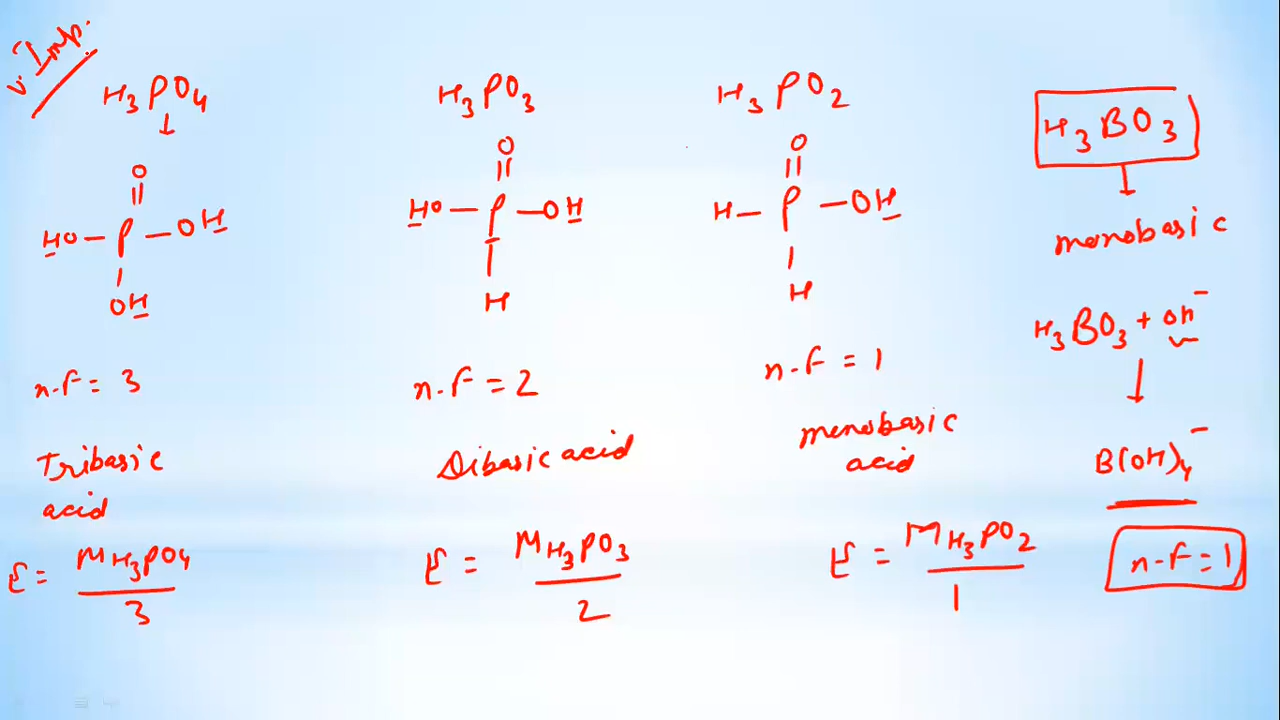 v. Imp.
H3PO4
O
HO — P — OH
OH
n.f = 3
Tribasic
acid
E = MH3PO4 / 3
H3PO3
O
HO — P — OH
H
n.f = 2
Dibasic acid
E = MH3PO3 / 2
H3PO2
O
H — P — OH
H
n.f = 1
monobasic
acid
E = MH3PO2 / 1
H3BO3
monobasic
H3BO3 + OH⁻
B(OH)4⁻
n.f = 1